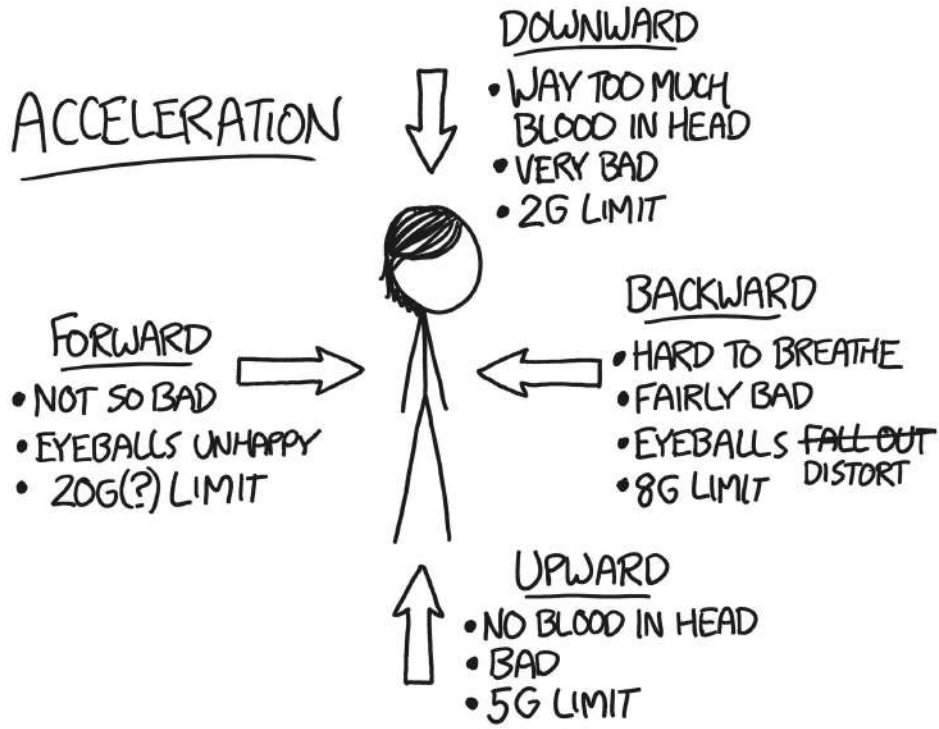 ACCELERATION
DOWNWARD
• WAY TOO MUCH
BLOOD IN HEAD
• VERY BAD
• 2G LIMIT
FORWARD
• NOT SO BAD
• EYEBALLS UNHAPPY
• 20G(?) LIMIT
BACKWARD
• HARD TO BREATHE
• FAIRLY BAD
• EYEBALLS FALL OUT
DISTORT
• 8G LIMIT
UPWARD
• NO BLOOD IN HEAD
• BAD
• 5G LIMIT